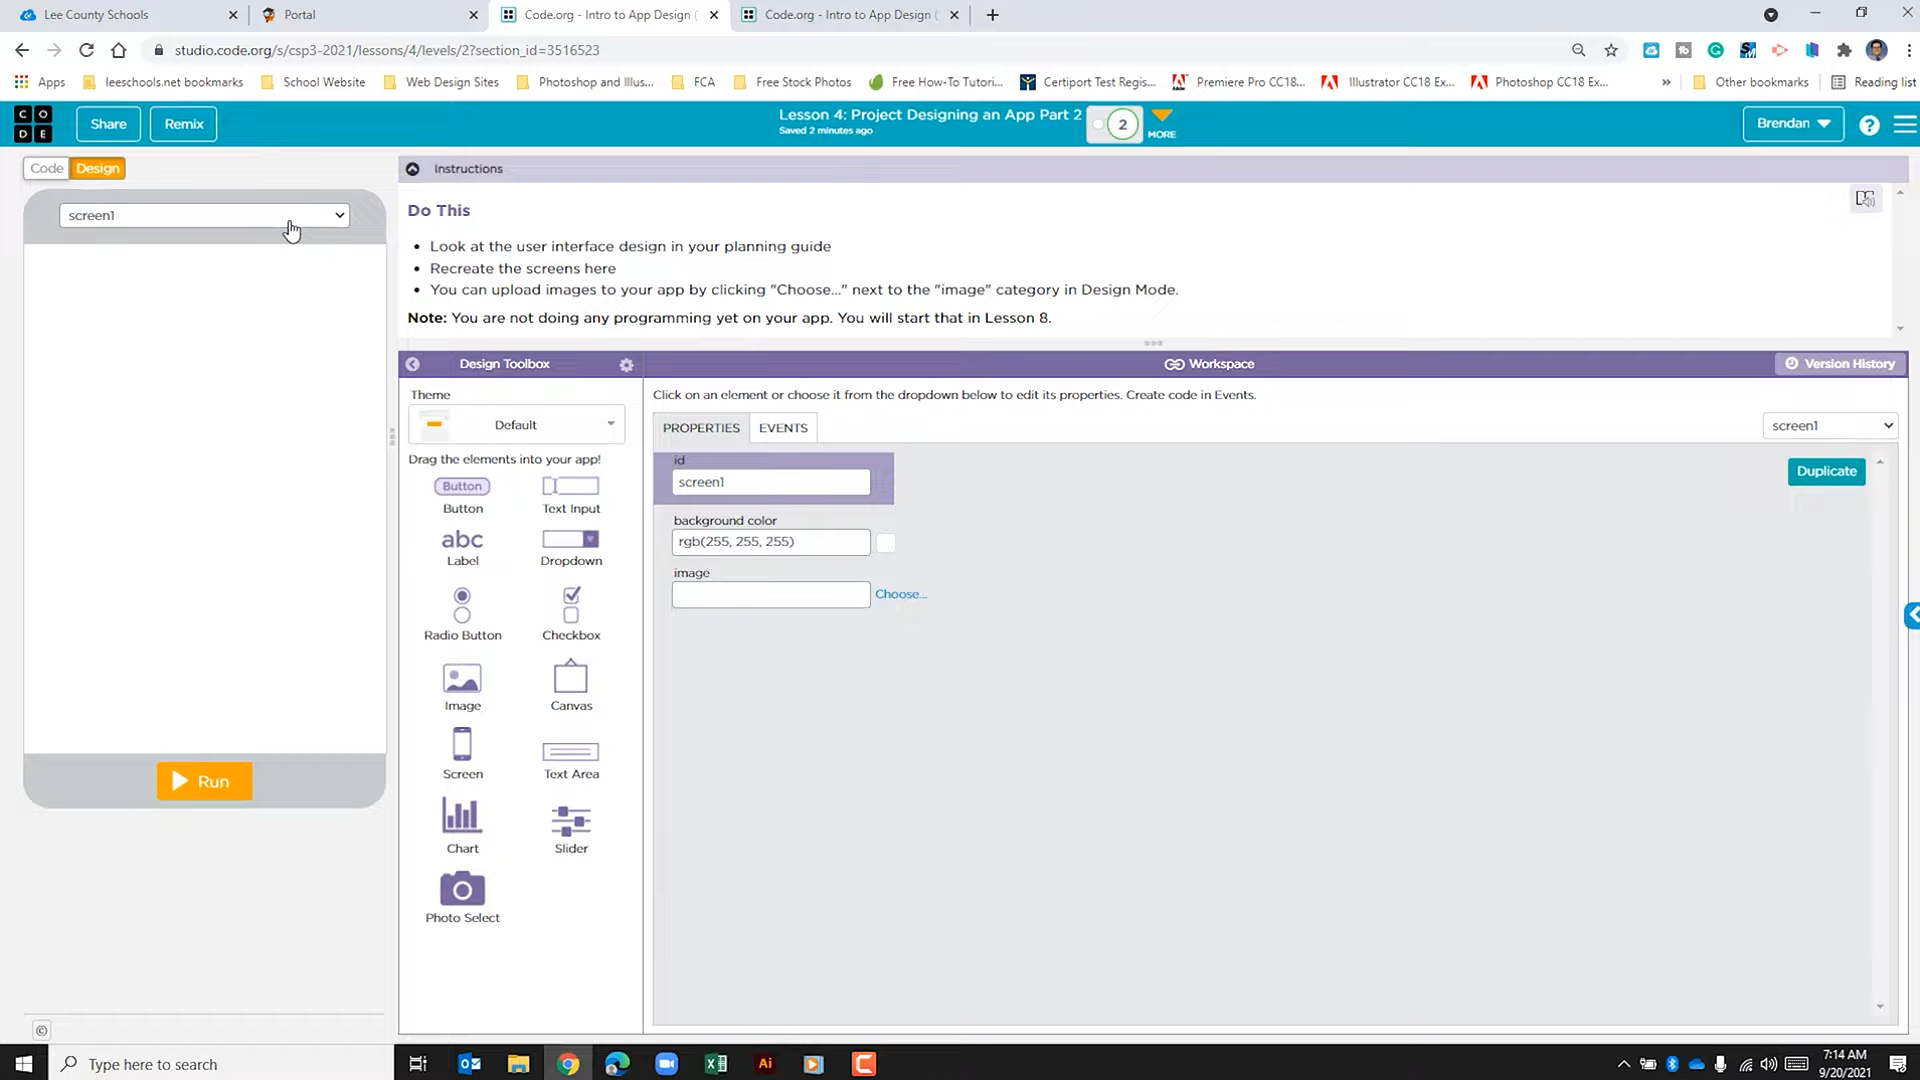 Lee County Schools
Portal
Code.org - Intro to App Design (
Code.org - Intro to App Design (
studio.code.org/s/csp3-2021/lessons/4/levels/2?section_id=3516523
Apps
leeschools.net bookmarks
School Website
Web Design Sites
Photoshop and Illus...
FCA
Free Stock Photos
Free How-To Tutori...
Certiport Test Regis...
Premiere Pro CC18...
Illustrator CC18 Ex...
Photoshop CC18 Ex...
»
Other bookmarks
Reading list
C O
D E
Share
Remix
Lesson 4: Project Designing an App Part 2
Saved 2 minutes ago
2
MORE
Brendan
?
Code
Design
Instructions
screen1
Do This
• Look at the user interface design in your planning guide
• Recreate the screens here
• You can upload images to your app by clicking "Choose..." next to the "image" category in Design Mode.
Note: You are not doing any programming yet on your app. You will start that in Lesson 8.
Design Toolbox
Workspace
Version History
Theme
Default
Click on an element or choose it from the dropdown below to edit its properties. Create code in Events.
PROPERTIES
EVENTS
screen1
Drag the elements into your app!
Button
Button
Text Input
abc
Label
Dropdown
Radio Button
Checkbox
Image
Canvas
Screen
Text Area
Chart
Slider
Photo Select
id
screen1
Duplicate
background color
rgb(255, 255, 255)
image
Choose...
Run
©
Type here to search
Ai
7:14 AM
9/20/2021